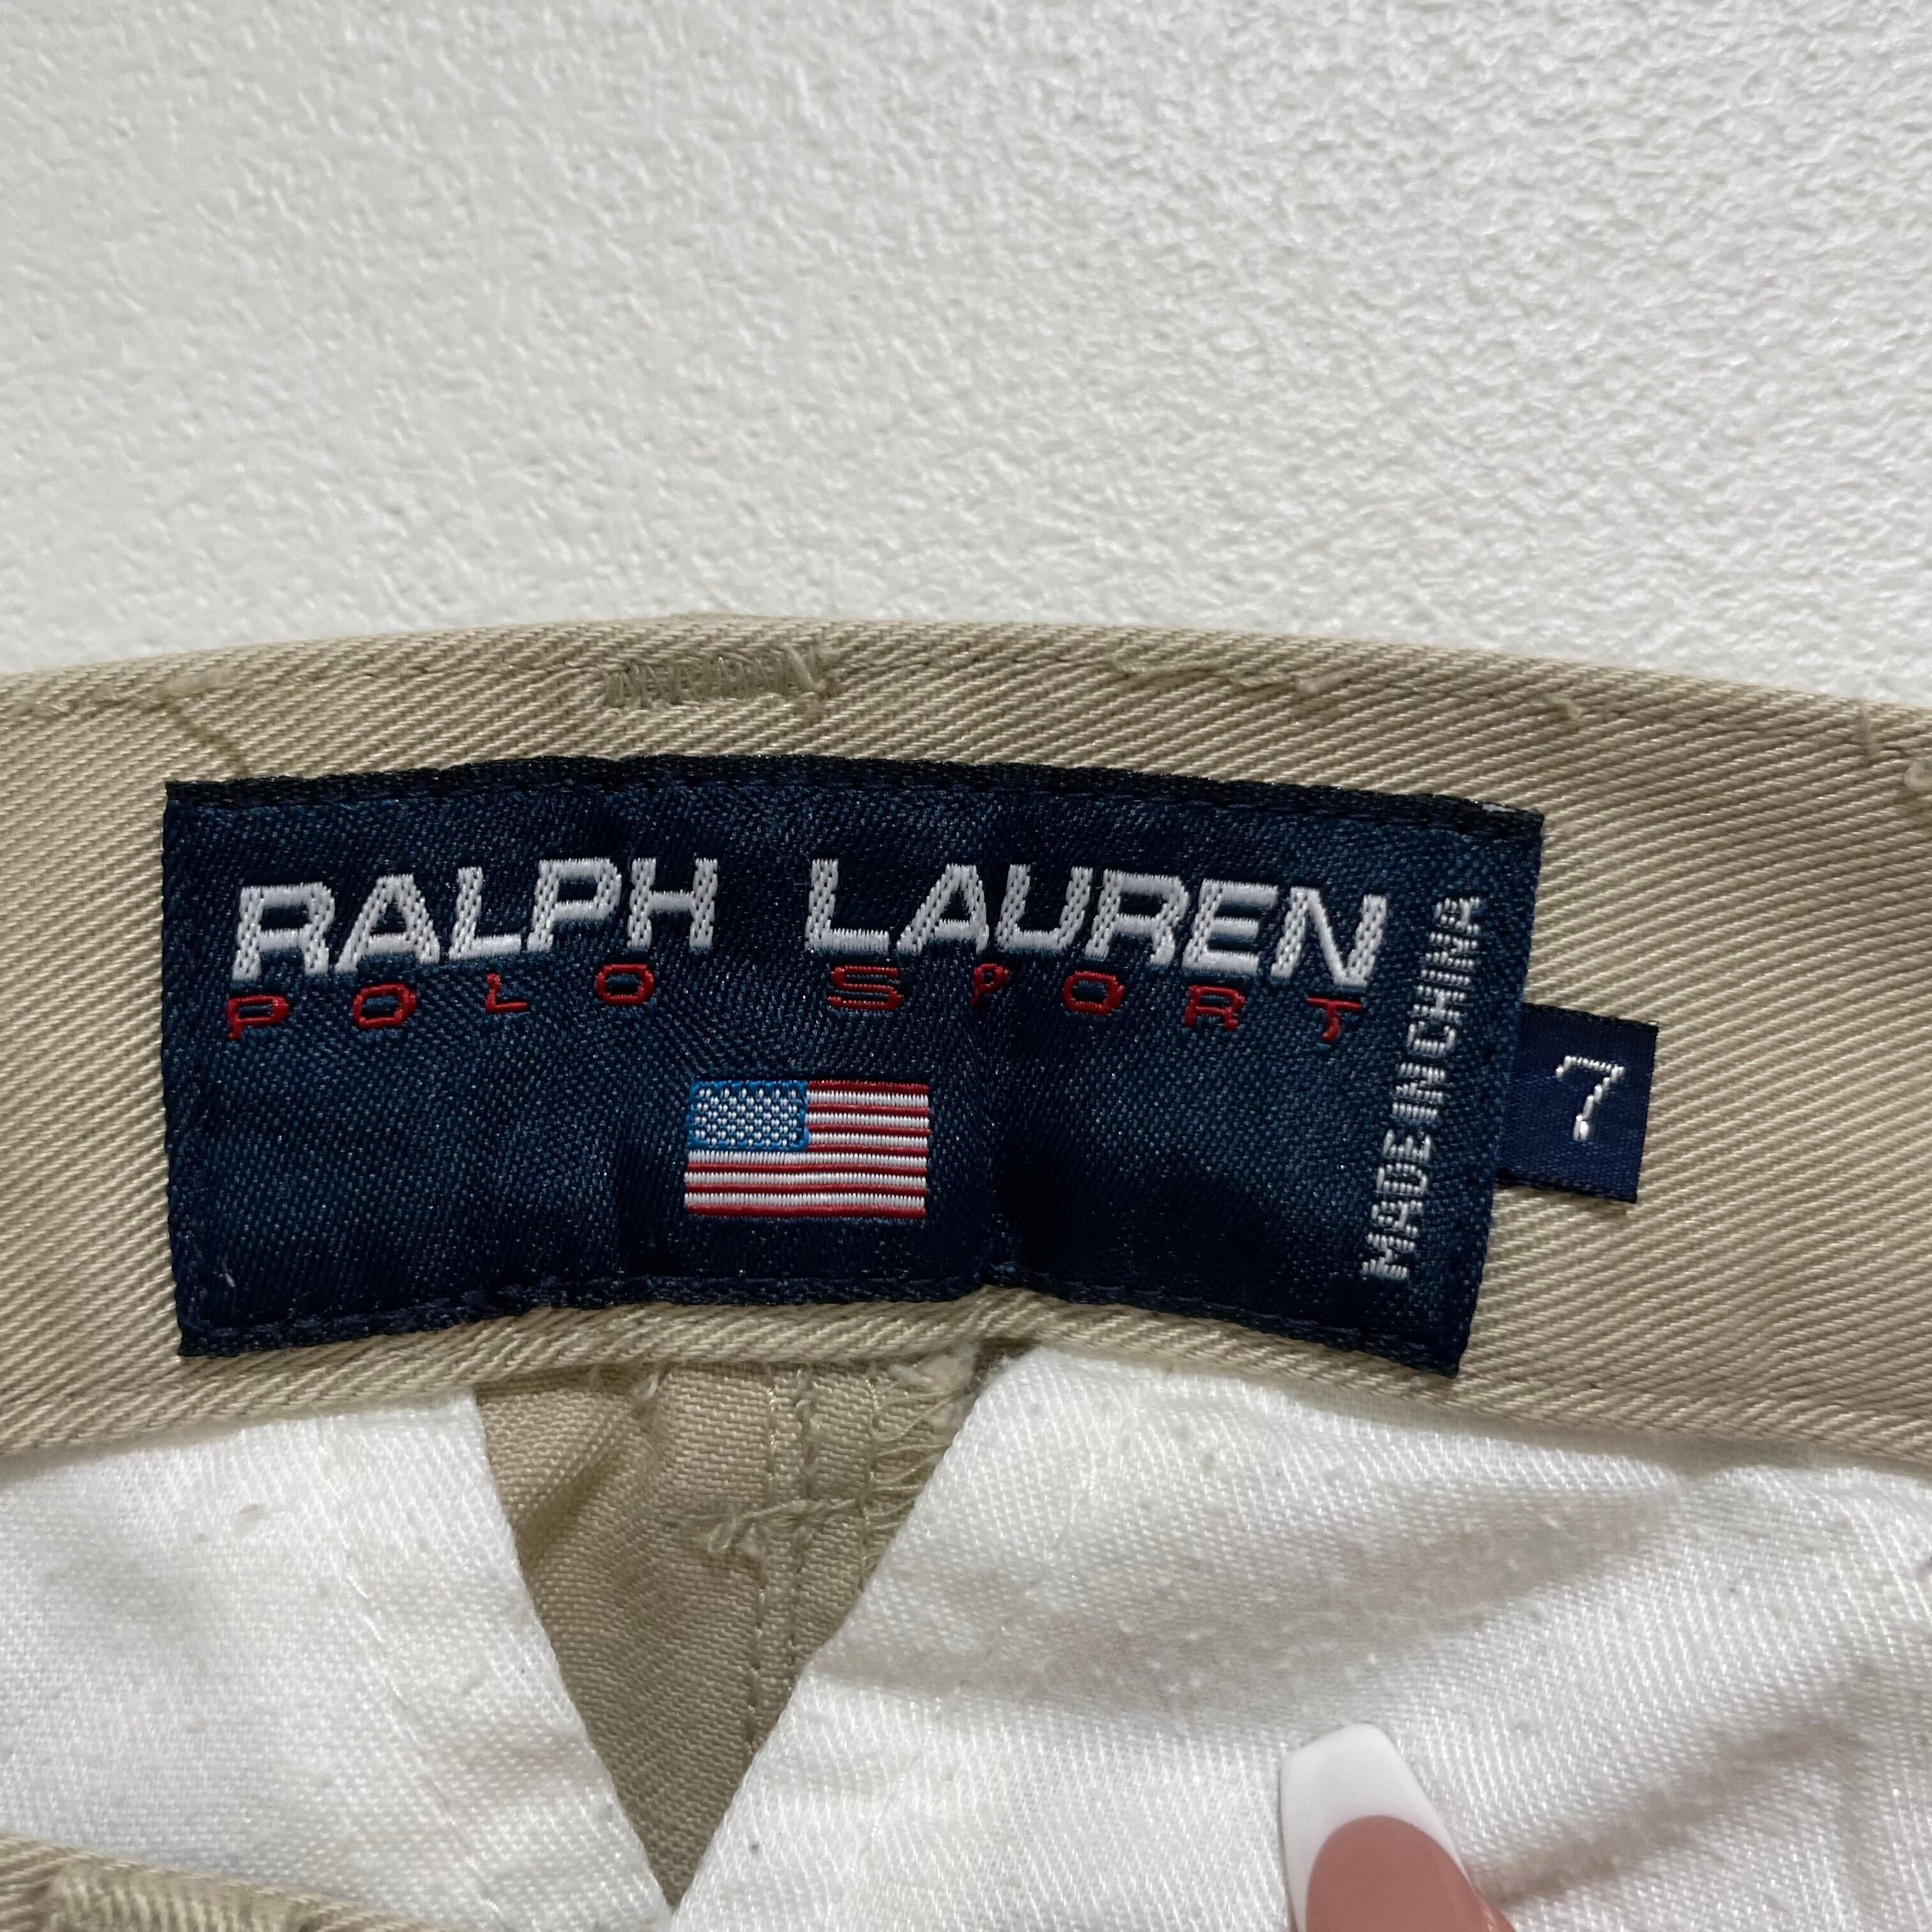 RALPH LAUREN
POLO SPORT
MADE IN CHINA
7